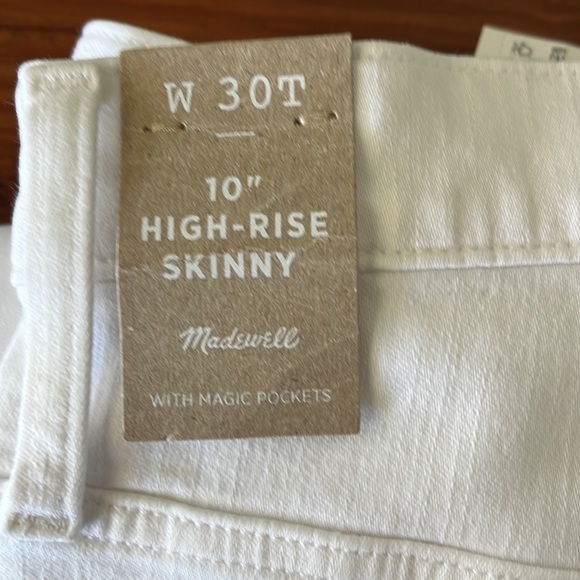 W 30T
10"
HIGH-RISE
SKINNY
Madewell
WITH MAGIC POCKETS